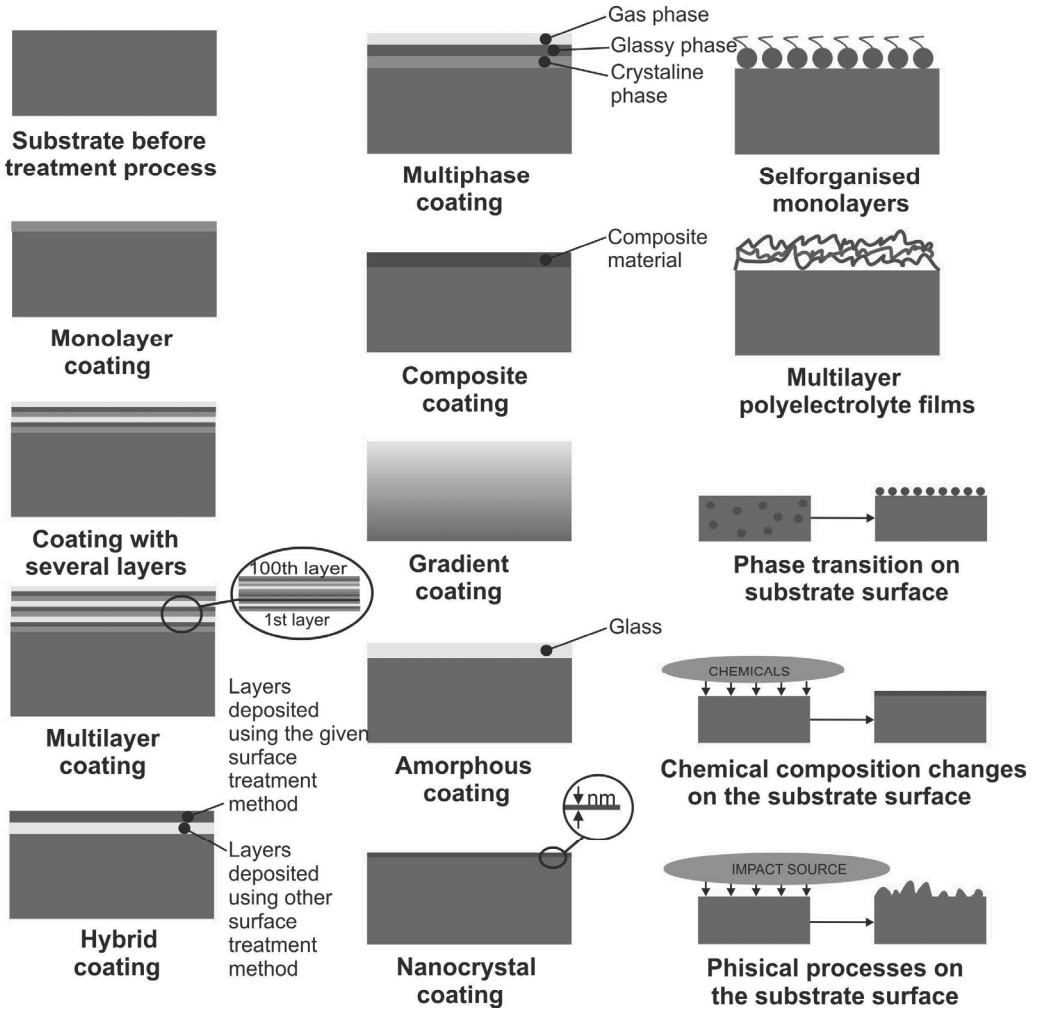 Substrate before
treatment process
Monolayer
coating
Coating with
several layers
100th layer
1st layer
Multilayer
coating
Layers
deposited
using the given
surface
treatment
method
Layers
deposited
using other
surface
treatment
method
Hybrid
coating
Gas phase
Glassy phase
Crystaline
phase
Multiphase
coating
Composite
material
Composite
coating
Gradient
coating
Glass
Amorphous
coating
nm
Nanocrystal
coating
Selforganised
monolayers
Multilayer
polyelectrolyte films
Phase transition on
substrate surface
CHEMICALS
Chemical composition changes
on the substrate surface
IMPACT SOURCE
Phisical processes on
the substrate surface